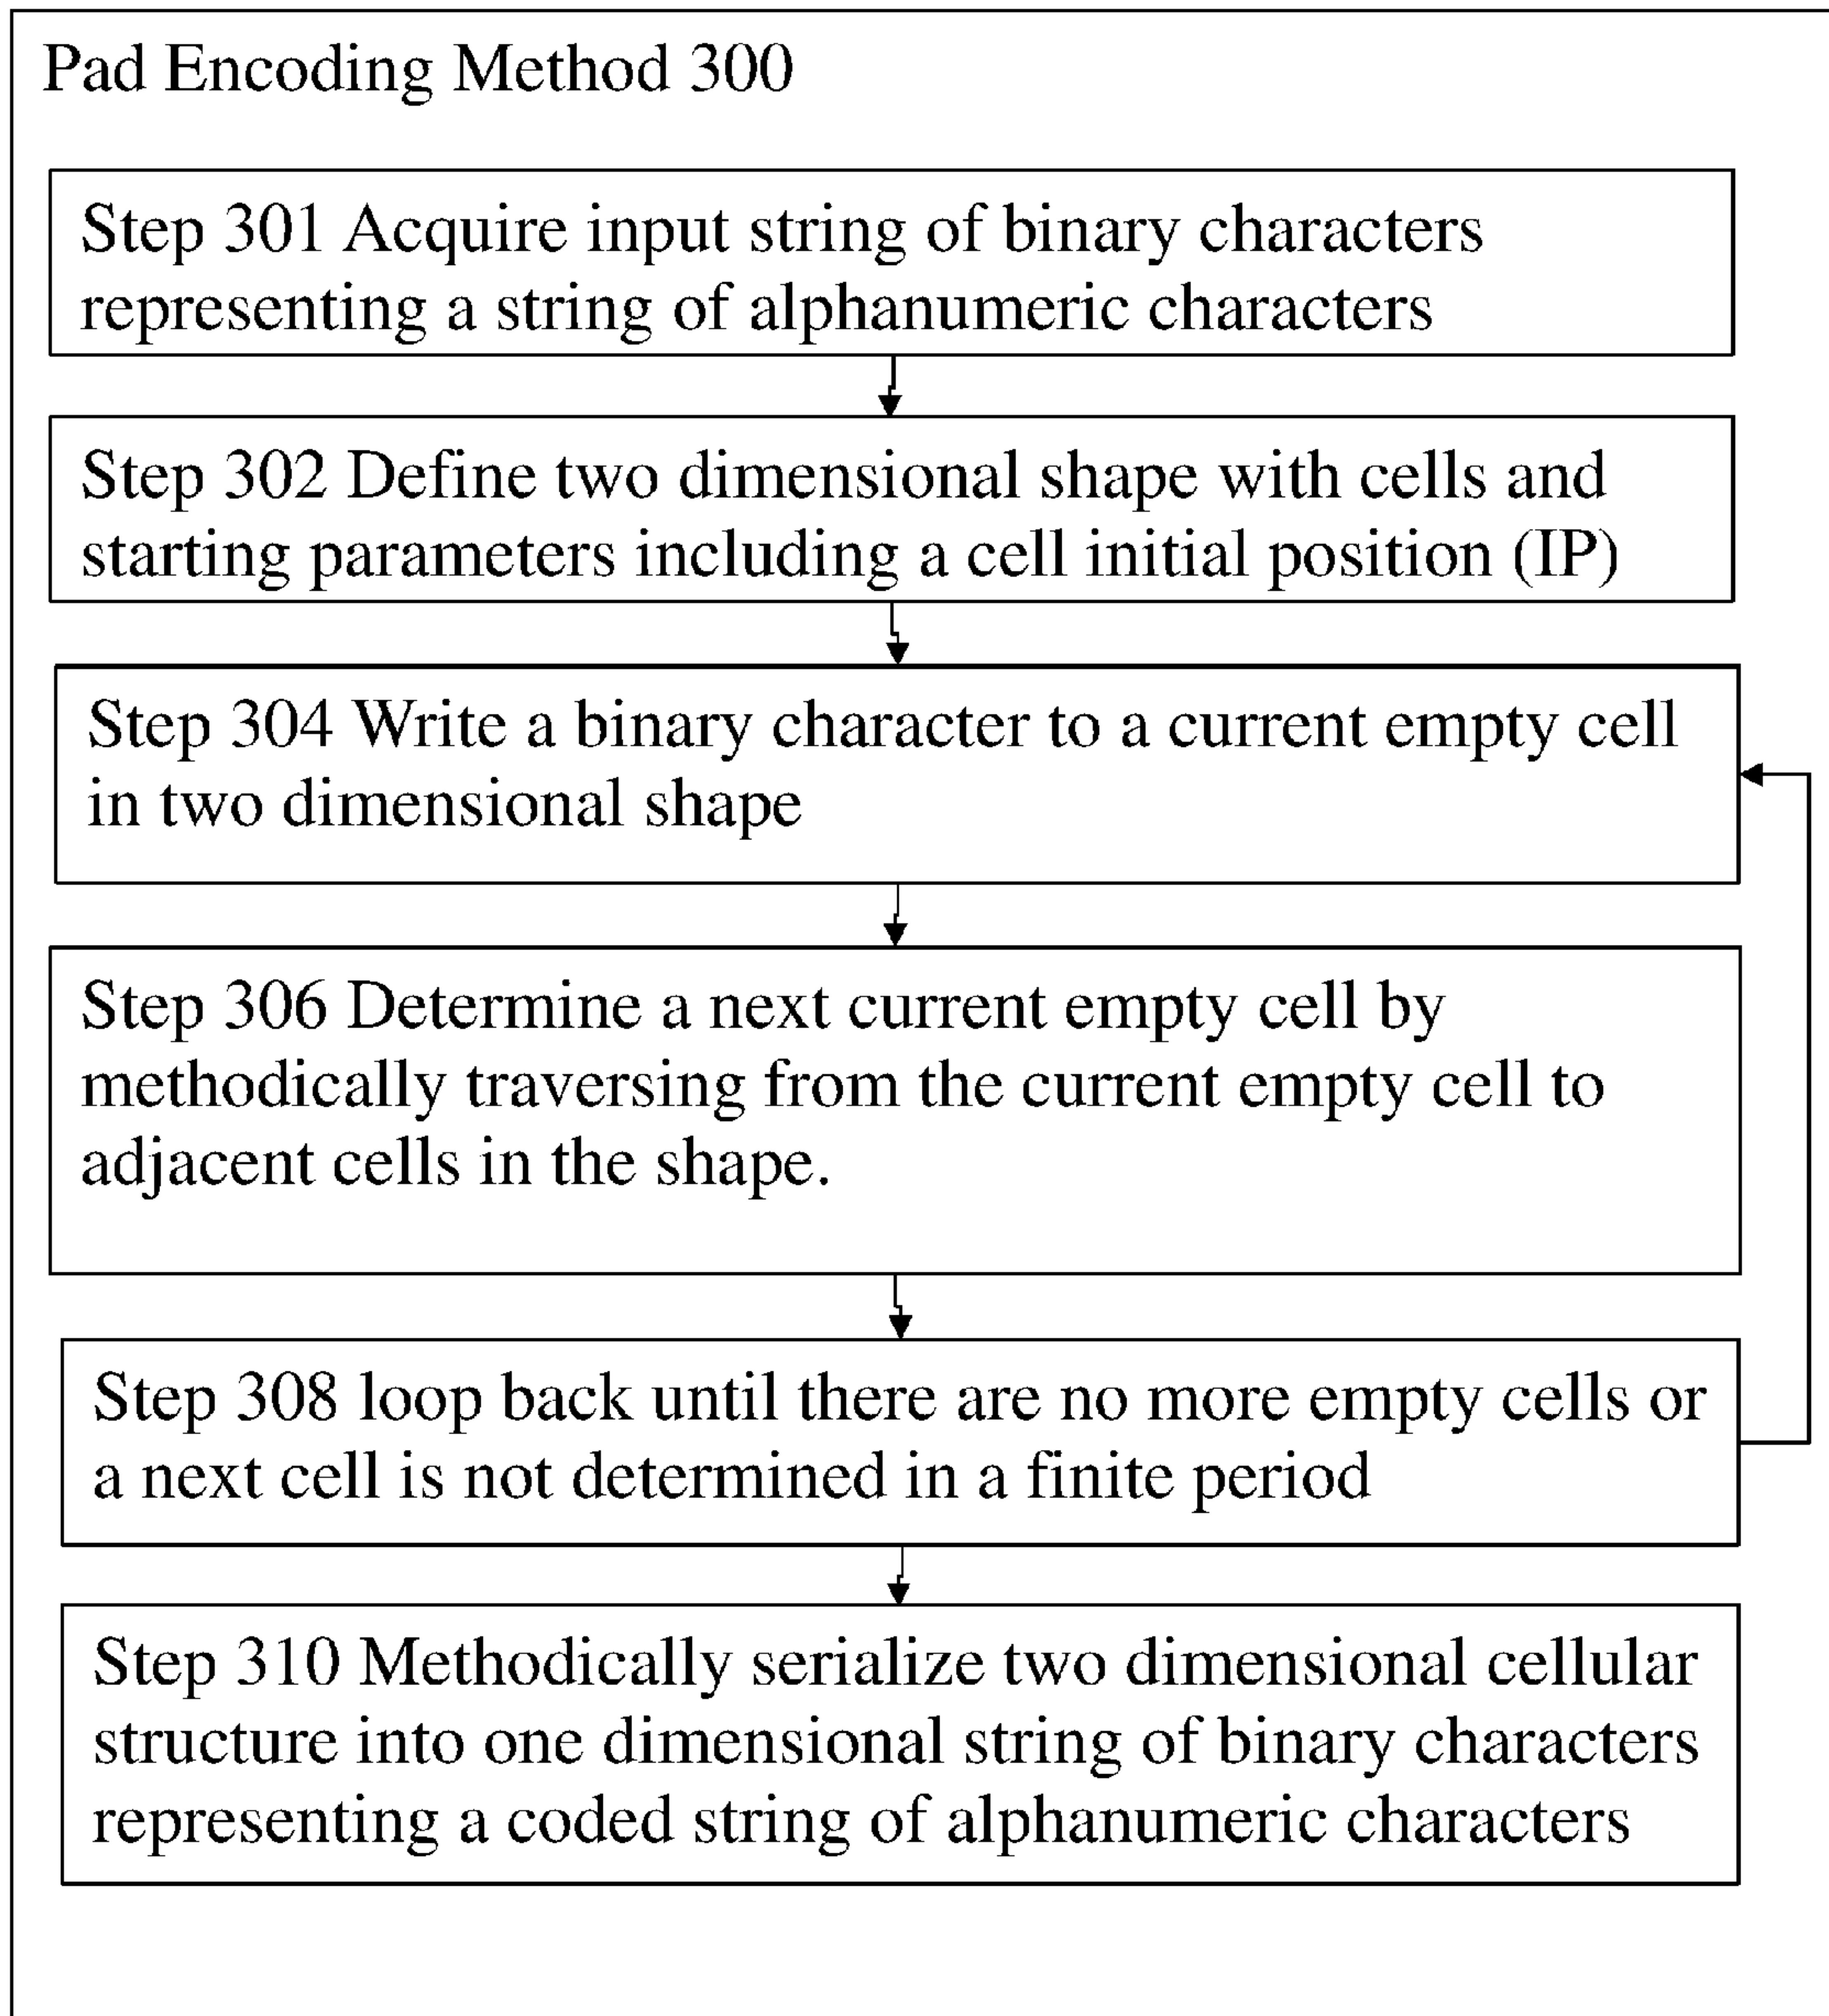 Pad Encoding Method 300
Step 301 Acquire input string of binary characters
representing a string of alphanumeric characters
Step 302 Define two dimensional shape with cells and
starting parameters including a cell initial position (IP)
Step 304 Write a binary character to a current empty cell
in two dimensional shape
Step 306 Determine a next current empty cell by
methodically traversing from the current empty cell to
adjacent cells in the shape.
Step 308 loop back until there are no more empty cells or
a next cell is not determined in a finite period
Step 310 Methodically serialize two dimensional cellular
structure into one dimensional string of binary characters
representing a coded string of alphanumeric characters